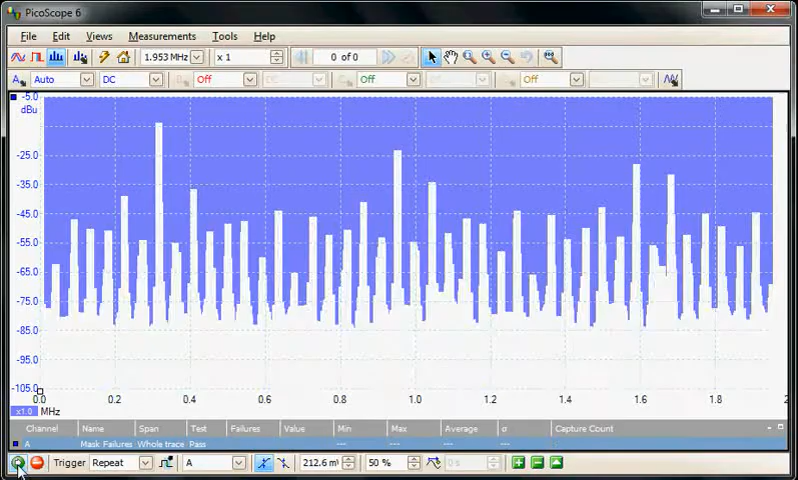 PicoScope 6
File Edit Views Measurements Tools Help
1.953 MHz x 1 0 of 0
A Auto DC Off Off Off
-5.0
dBu
-25.0
-35.0
-45.0
-55.0
-65.0
-75.0
-85.0
-95.0
-105.0
0.0 0.2 0.4 0.6 0.8 1.0 1.2 1.4 1.6 1.8 2
x1.0 MHz
Channel Name Span Test Failures Value Min Max Average σ Capture Count
A Mask Failures Whole trace Pass --- --- --- ---
Trigger Repeat A 212.6 m 50 % 0 s